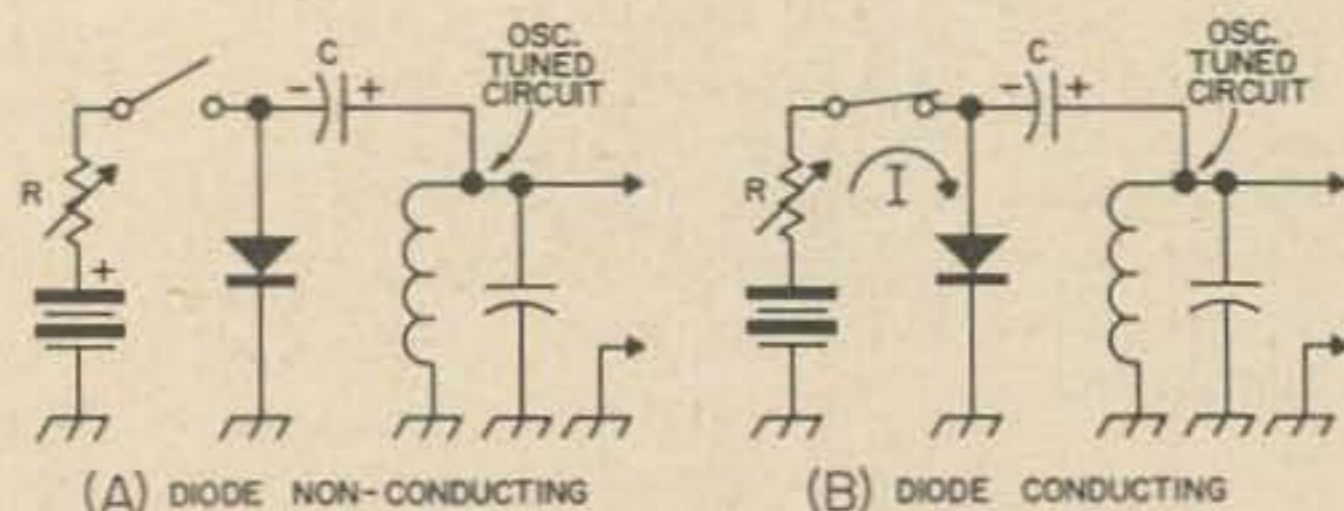 OSC.
TUNED
CIRCUIT
C
- +
R
+
(A) DIODE NON-CONDUCTING
OSC.
TUNED
CIRCUIT
C
- +
R
I
(B) DIODE CONDUCTING